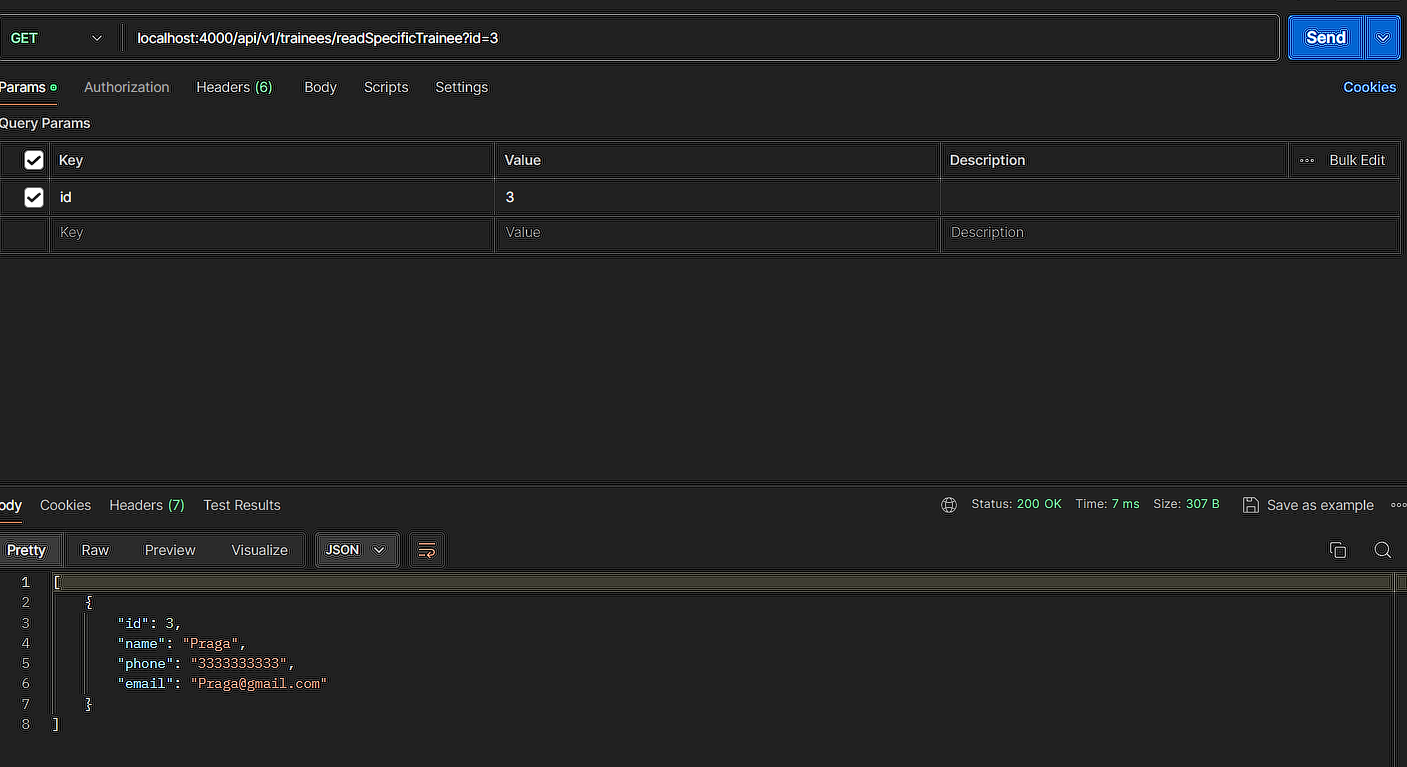 GET localhost:4000/api/v1/trainees/readSpecificTrainee?id=3 Send
Params Authorization Headers (6) Body Scripts Settings Cookies
Query Params
Key Value Description Bulk Edit
id 3
Key Value Description
ody Cookies Headers (7) Test Results Status: 200 OK Time: 7 ms Size: 307 B Save as example
Pretty Raw Preview Visualize JSON
1 [
2 {
3 "id": 3,
4 "name": "Praga",
5 "phone": "3333333333",
6 "email": "Praga@gmail.com"
7 }
8 ]